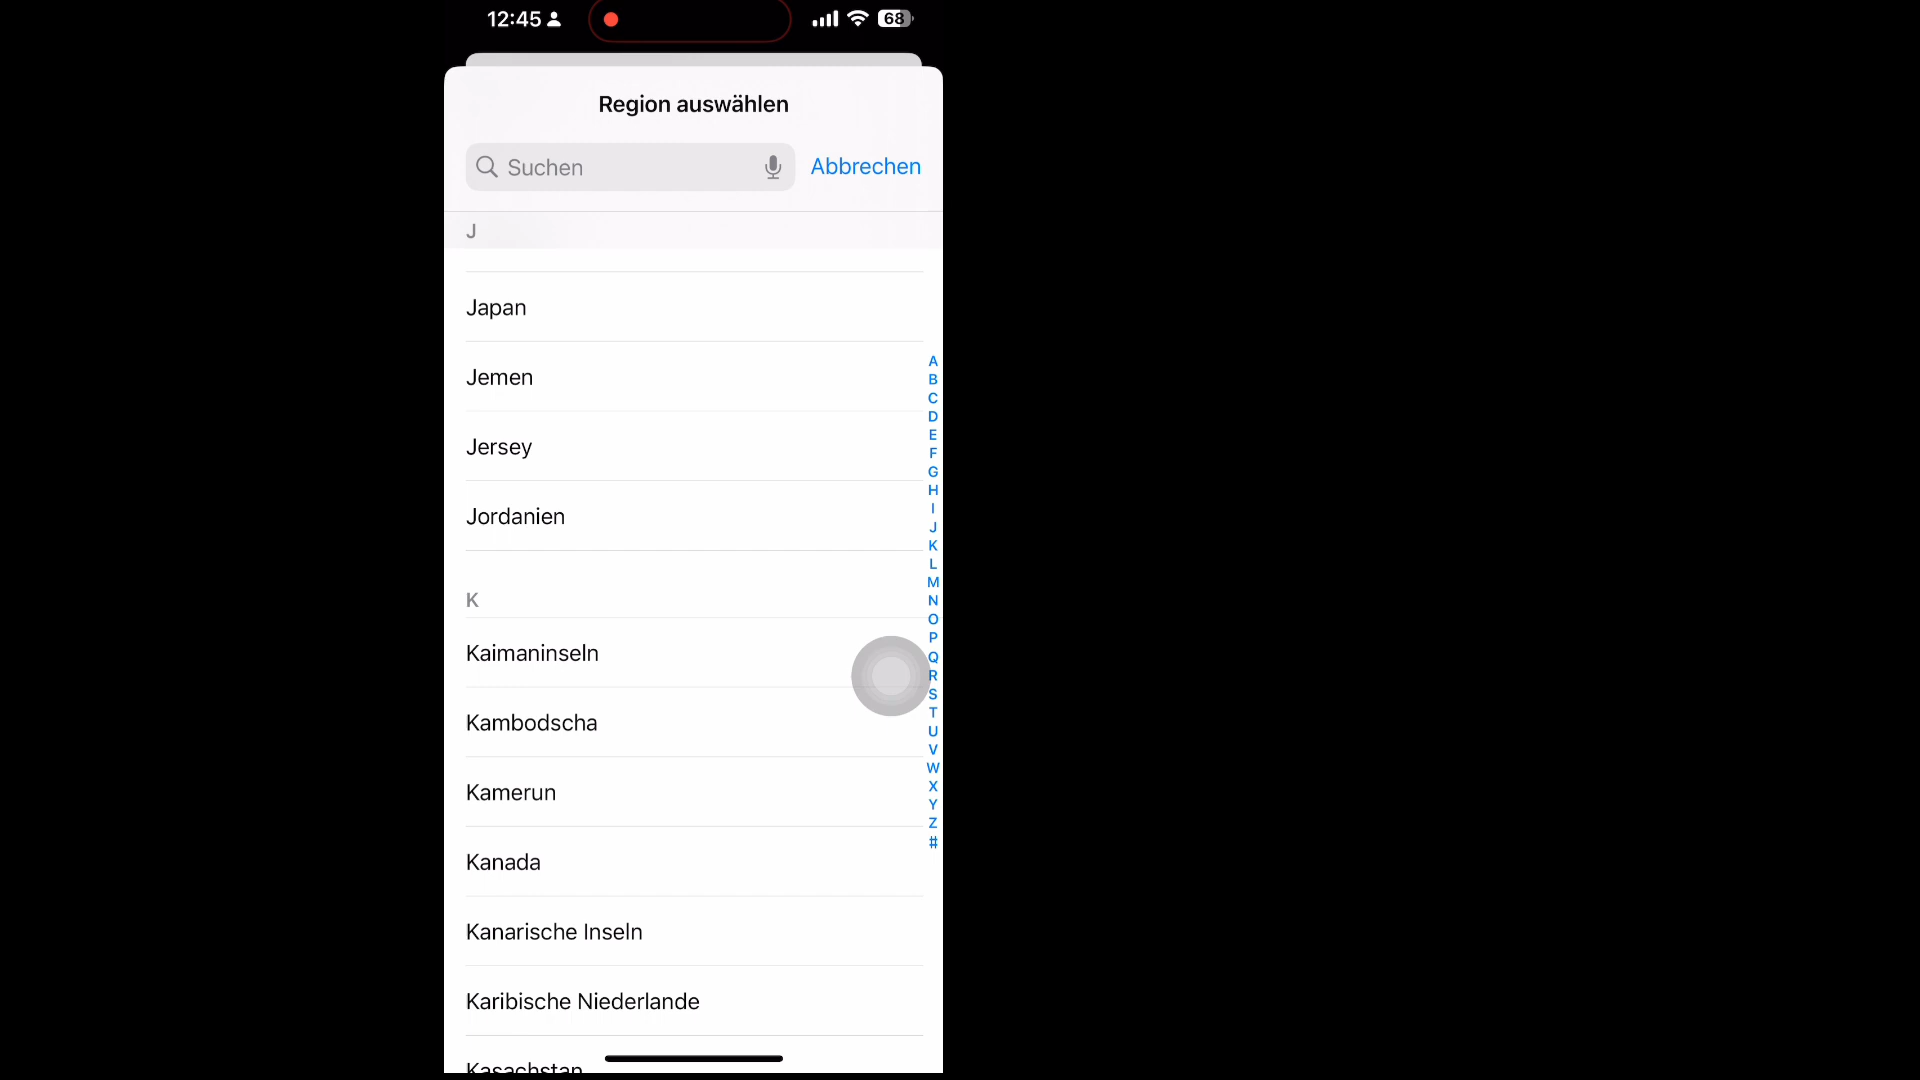 12:45
68
Region auswählen
Suchen
Abbrechen
J
Japan
Jemen
Jersey
Jordanien
K
Kaimaninseln
Kambodscha
Kamerun
Kanada
Kanarische Inseln
Karibische Niederlande
Kasachstan
A
B
C
D
E
F
G
H
I
J
K
L
M
N
O
P
Q
R
S
T
U
V
W
X
Y
Z
#